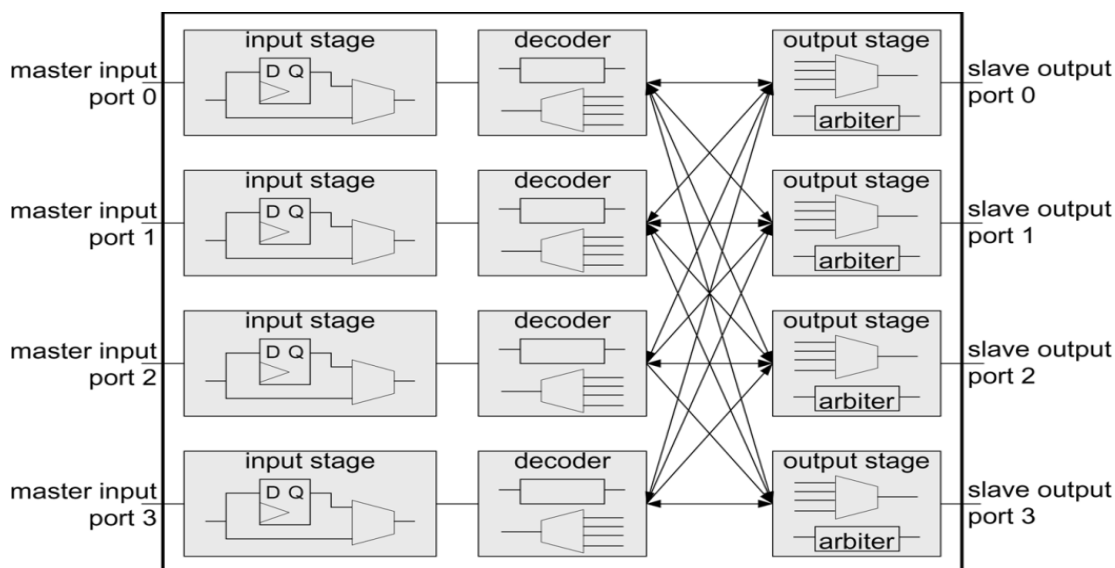 input stage
decoder
output stage
master input
port 0
D Q
arbiter
slave output
port 0
input stage
decoder
output stage
master input
port 1
D Q
arbiter
slave output
port 1
input stage
decoder
output stage
master input
port 2
D Q
arbiter
slave output
port 2
input stage
decoder
output stage
master input
port 3
D Q
arbiter
slave output
port 3